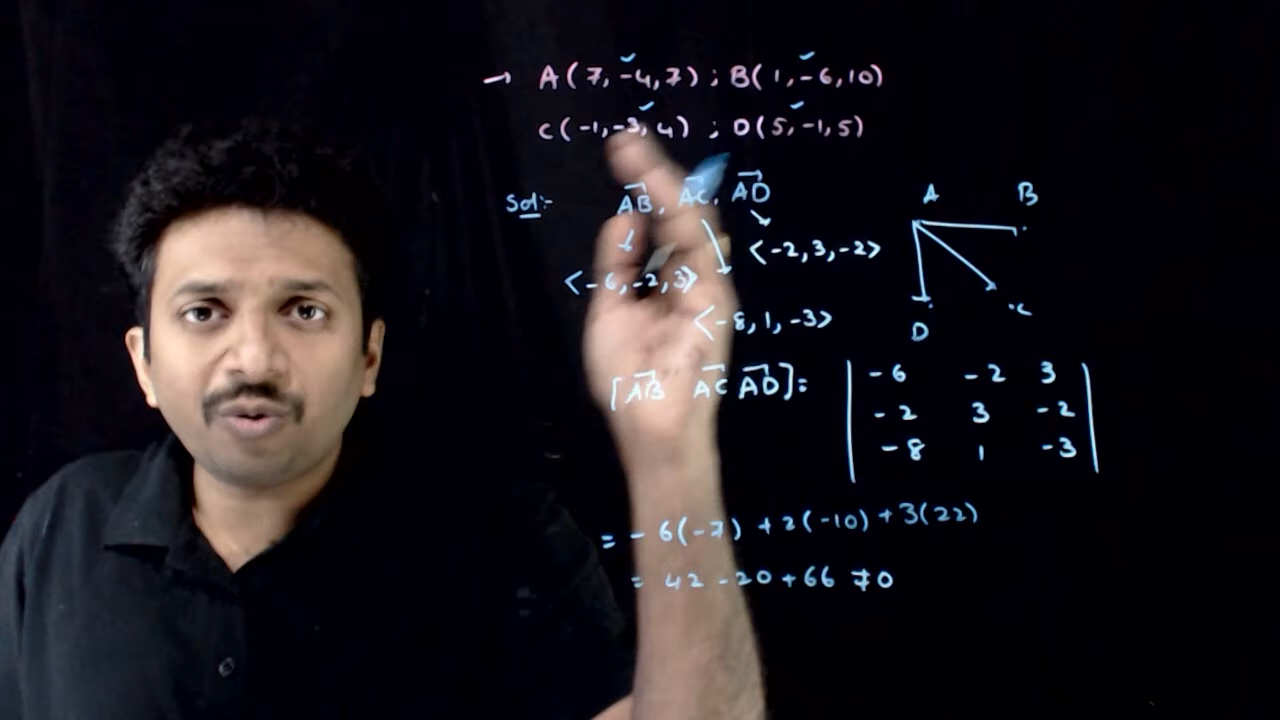 → A(7,-4,7) ; B(1,-6,10)
C(-1,-3,4) ; D(5,-1,5)
Sol:- AB, AC, AD
<-2,3,-2>
<-6,-2,3>
<-8,1,-3>
A B
C
D
[AB AC AD]= | -6 -2 3 |
| -2 3 -2 |
| -8 1 -3 |
= -6(-7) +2(-10) +3(22)
= 42 -20 +66 ≠0